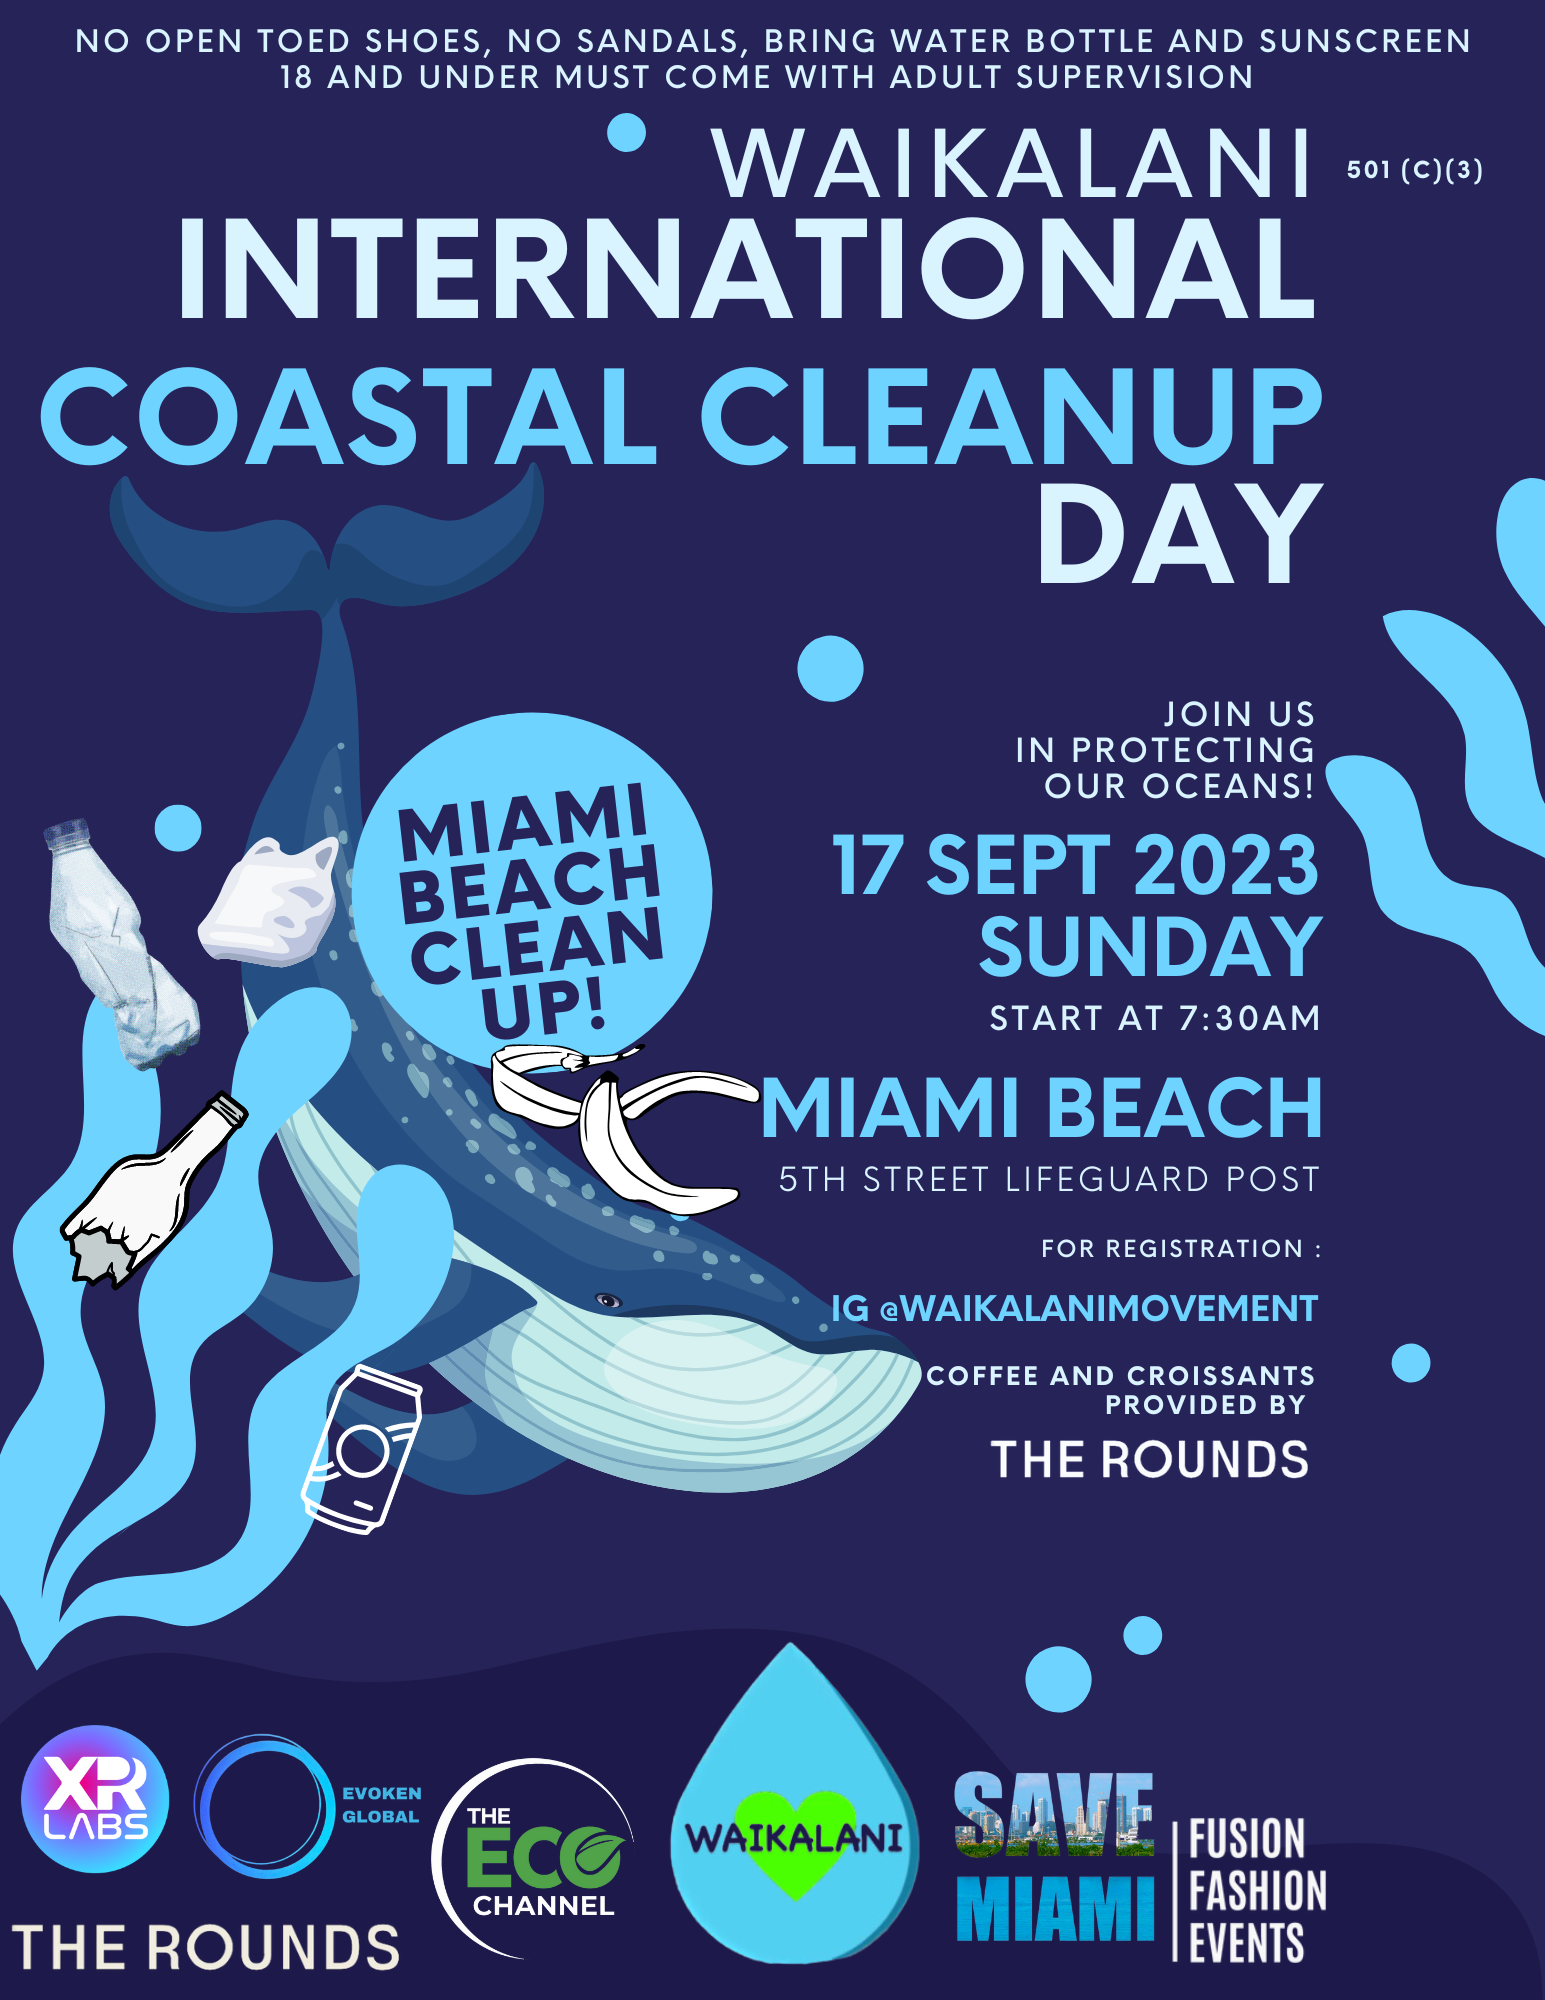 NO OPEN TOED SHOES, NO SANDALS, BRING WATER BOTTLE AND SUNSCREEN
18 AND UNDER MUST COME WITH ADULT SUPERVISION
WAIKALANI 501 (C)(3)
INTERNATIONAL
COASTAL CLEANUP
DAY
MIAMI
BEACH
CLEAN
UP!
JOIN US
IN PROTECTING
OUR OCEANS!
17 SEPT 2023
SUNDAY
START AT 7:30AM
MIAMI BEACH
5TH STREET LIFEGUARD POST
FOR REGISTRATION :
IG @WAIKALANIMOVEMENT
COFFEE AND CROISSANTS
PROVIDED BY
THE ROUNDS
XR
LABS
EVOKEN
GLOBAL
THE
ECO
CHANNEL
WAIKALANI
SAVE
MIAMI
FUSION
FASHION
EVENTS
THE ROUNDS